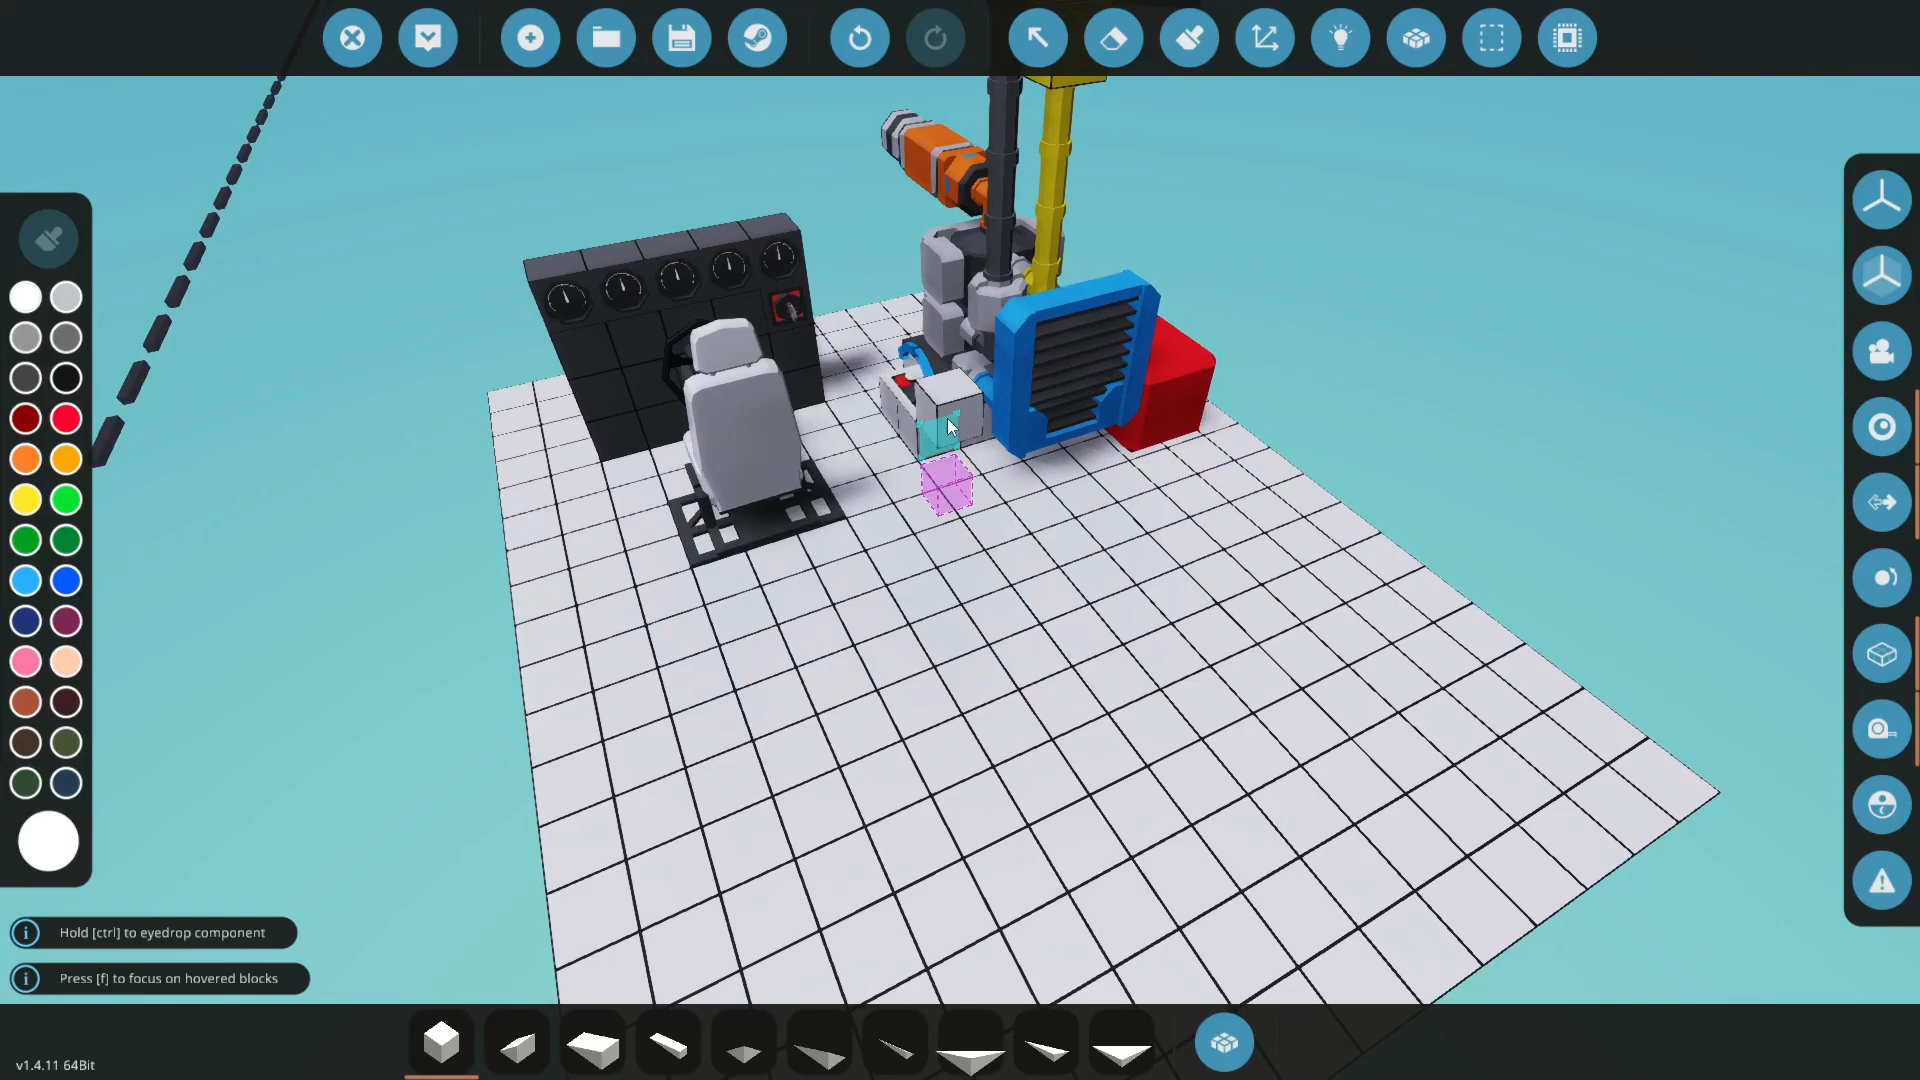 Hold [ctrl] to eyedrop component
Press [f] to focus on hovered blocks
v1.4.11 64Bit